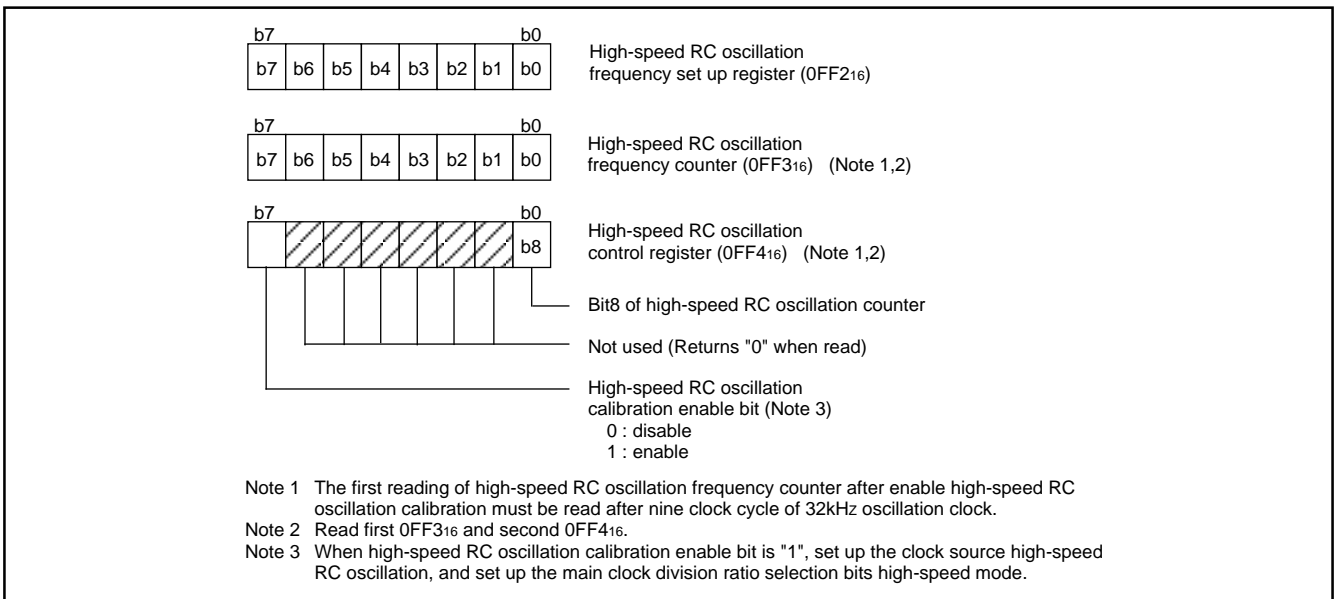 b7 b0
b7 b6 b5 b4 b3 b2 b1 b0
High-speed RC oscillation
frequency set up register (0FF216)
b7 b0
b7 b6 b5 b4 b3 b2 b1 b0
High-speed RC oscillation
frequency counter (0FF316) (Note 1,2)
b7 b0
b8
High-speed RC oscillation
control register (0FF416) (Note 1,2)
Bit8 of high-speed RC oscillation counter
Not used (Returns "0" when read)
High-speed RC oscillation
calibration enable bit (Note 3)
0 : disable
1 : enable
Note 1 The first reading of high-speed RC oscillation frequency counter after enable high-speed RC
oscillation calibration must be read after nine clock cycle of 32kHz oscillation clock.
Note 2 Read first 0FF316 and second 0FF416.
Note 3 When high-speed RC oscillation calibration enable bit is "1", set up the clock source high-speed
RC oscillation, and set up the main clock division ratio selection bits high-speed mode.